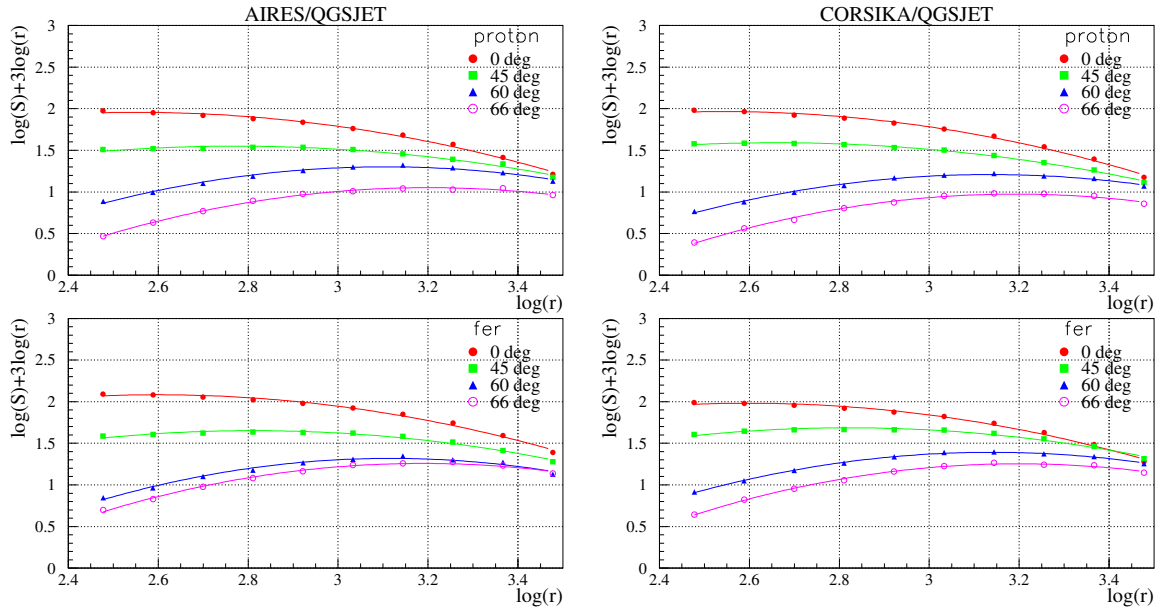 AIRES/QGSJET
log(S)+3log(r)
3
2.5
2
1.5
1
0.5
0
proton
0 deg
45 deg
60 deg
66 deg
2.4 2.6 2.8 3 3.2 3.4
log(r)
CORSIKA/QGSJET
log(S)+3log(r)
3
2.5
2
1.5
1
0.5
0
proton
0 deg
45 deg
60 deg
66 deg
2.4 2.6 2.8 3 3.2 3.4
log(r)
log(S)+3log(r)
3
2.5
2
1.5
1
0.5
0
fer
0 deg
45 deg
60 deg
66 deg
2.4 2.6 2.8 3 3.2 3.4
log(r)
log(S)+3log(r)
3
2.5
2
1.5
1
0.5
0
fer
0 deg
45 deg
60 deg
66 deg
2.4 2.6 2.8 3 3.2 3.4
log(r)